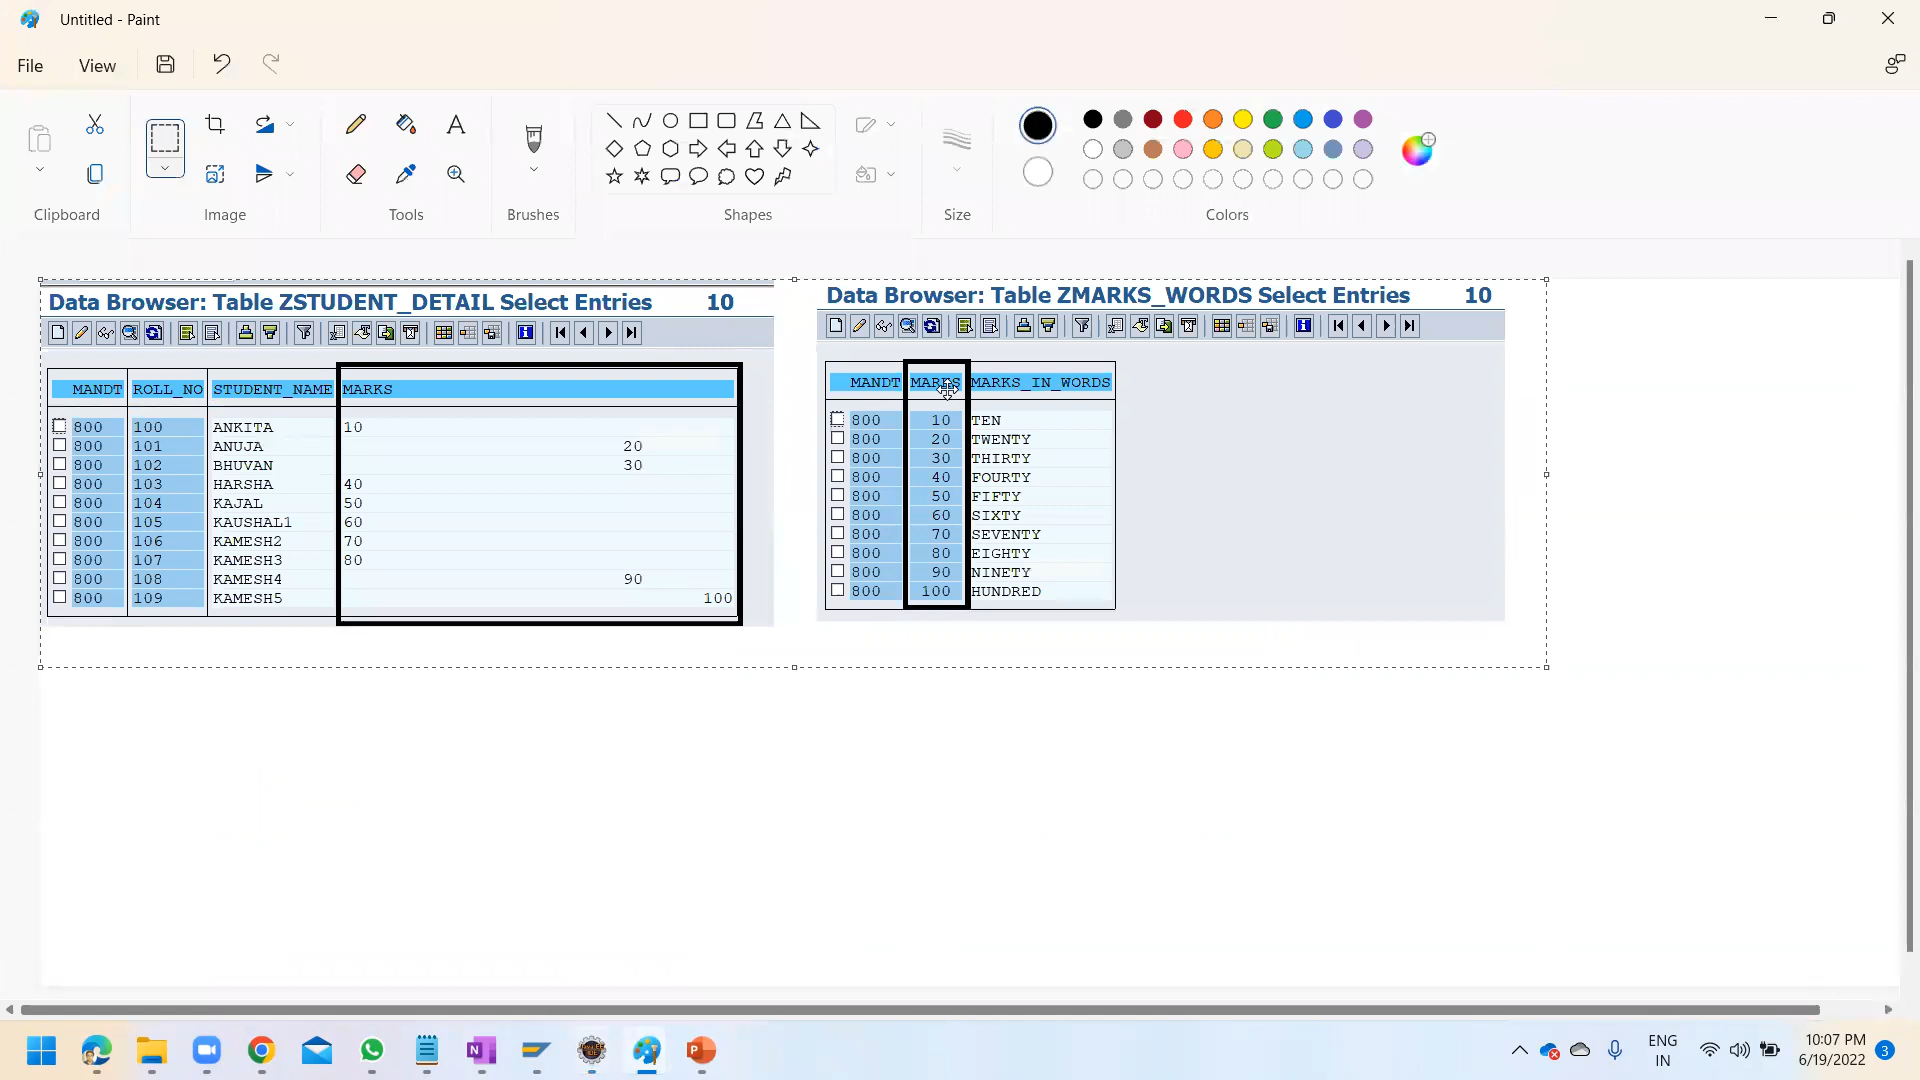 Untitled - Paint
File View
Clipboard Image Tools Brushes Shapes Size Colors
Data Browser: Table ZSTUDENT_DETAIL Select Entries 10
MANDT ROLL_NO STUDENT_NAME MARKS
800 100 ANKITA 10
800 101 ANUJA 20
800 102 BHUVAN 30
800 103 HARSHA 40
800 104 KAJAL 50
800 105 KAUSHAL1 60
800 106 KAMESH2 70
800 107 KAMESH3 80
800 108 KAMESH4 90
800 109 KAMESH5 100
Data Browser: Table ZMARKS_WORDS Select Entries 10
MANDT MARKS MARKS_IN_WORDS
800 10 TEN
800 20 TWENTY
800 30 THIRTY
800 40 FOURTY
800 50 FIFTY
800 60 SIXTY
800 70 SEVENTY
800 80 EIGHTY
800 90 NINETY
800 100 HUNDRED
ENG
IN
10:07 PM
6/19/2022
3